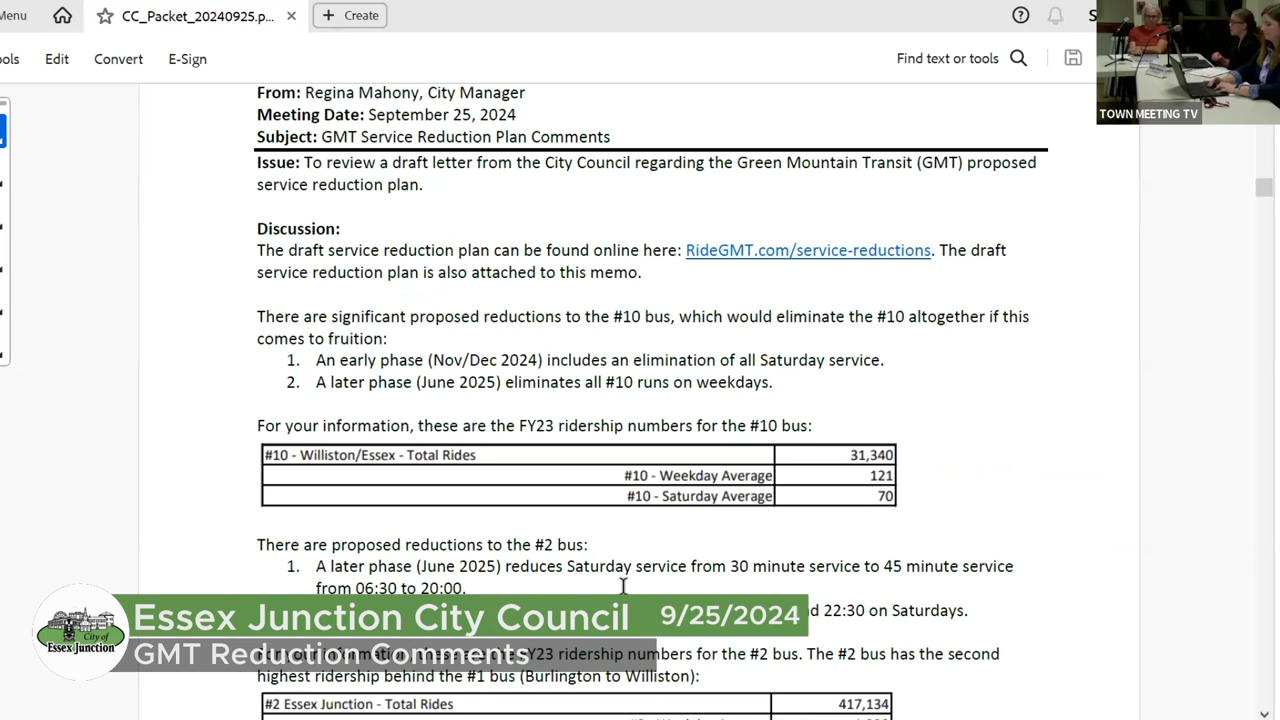 Menu
CC_Packet_20240925.p...
Create
ools
Edit
Convert
E-Sign
Find text or tools
TOWN MEETING TV
From: Regina Mahony, City Manager
Meeting Date: September 25, 2024
Subject: GMT Service Reduction Plan Comments
Issue: To review a draft letter from the City Council regarding the Green Mountain Transit (GMT) proposed
service reduction plan.
Discussion:
The draft service reduction plan can be found online here: RideGMT.com/service-reductions. The draft
service reduction plan is also attached to this memo.
There are significant proposed reductions to the #10 bus, which would eliminate the #10 altogether if this
comes to fruition:
1. An early phase (Nov/Dec 2024) includes an elimination of all Saturday service.
2. A later phase (June 2025) eliminates all #10 runs on weekdays.
For your information, these are the FY23 ridership numbers for the #10 bus:
#10 - Williston/Essex - Total Rides 31,340
#10 - Weekday Average 121
#10 - Saturday Average 70
There are proposed reductions to the #2 bus:
1. A later phase (June 2025) reduces Saturday service from 30 minute service to 45 minute service
from 06:30 to 20:00.
22:30 on Saturdays.
Essex Junction City Council 9/25/2024
City of
Essex Junction
GMT Reduction Comments
FY23 ridership numbers for the #2 bus. The #2 bus has the second
highest ridership behind the #1 bus (Burlington to Williston):
#2 Essex Junction - Total Rides 417,134